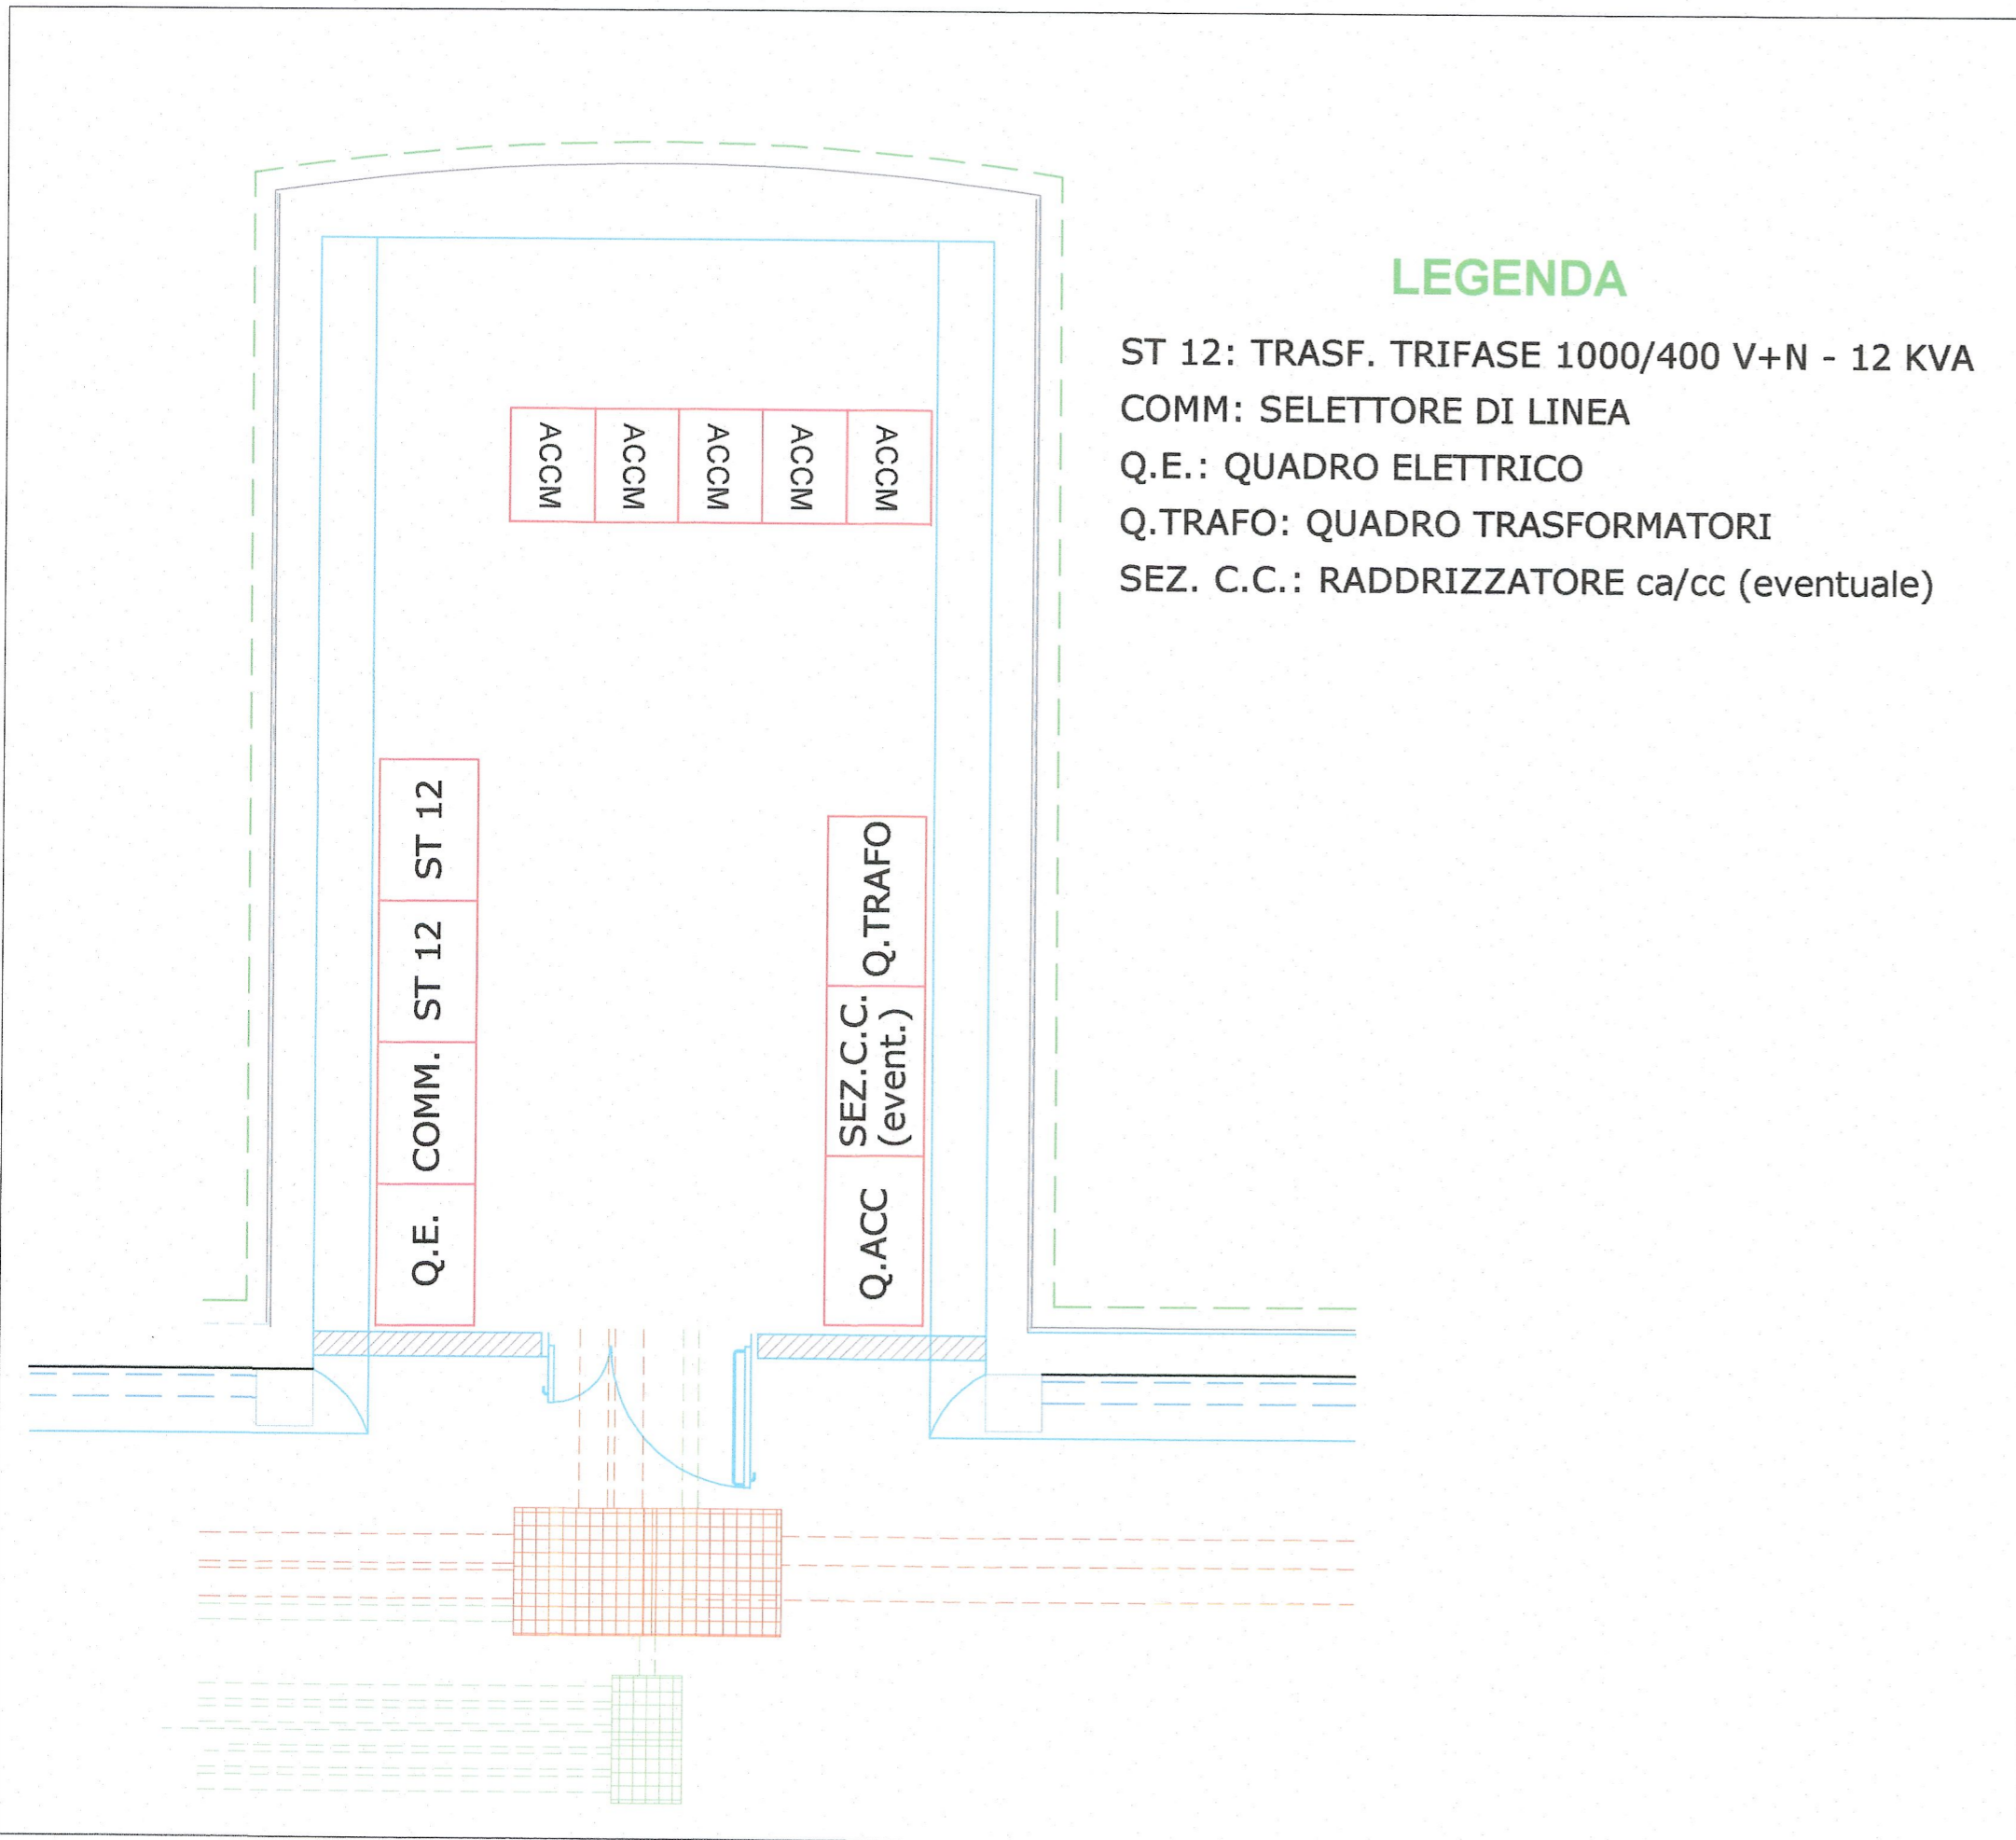 LEGENDA
ST 12: TRASF. TRIFASE 1000/400 V+N - 12 KVA
COMM: SELETTORE DI LINEA
Q.E.: QUADRO ELETTRICO
Q.TRAFO: QUADRO TRASFORMATORI
SEZ. C.C.: RADDRIZZATORE ca/cc (eventuale)
ACCM
ACCM
ACCM
ACCM
ACCM
Q.E.
COMM.
ST 12
ST 12
Q.ACC
SEZ.C.C.
(event.)
Q.TRAFO